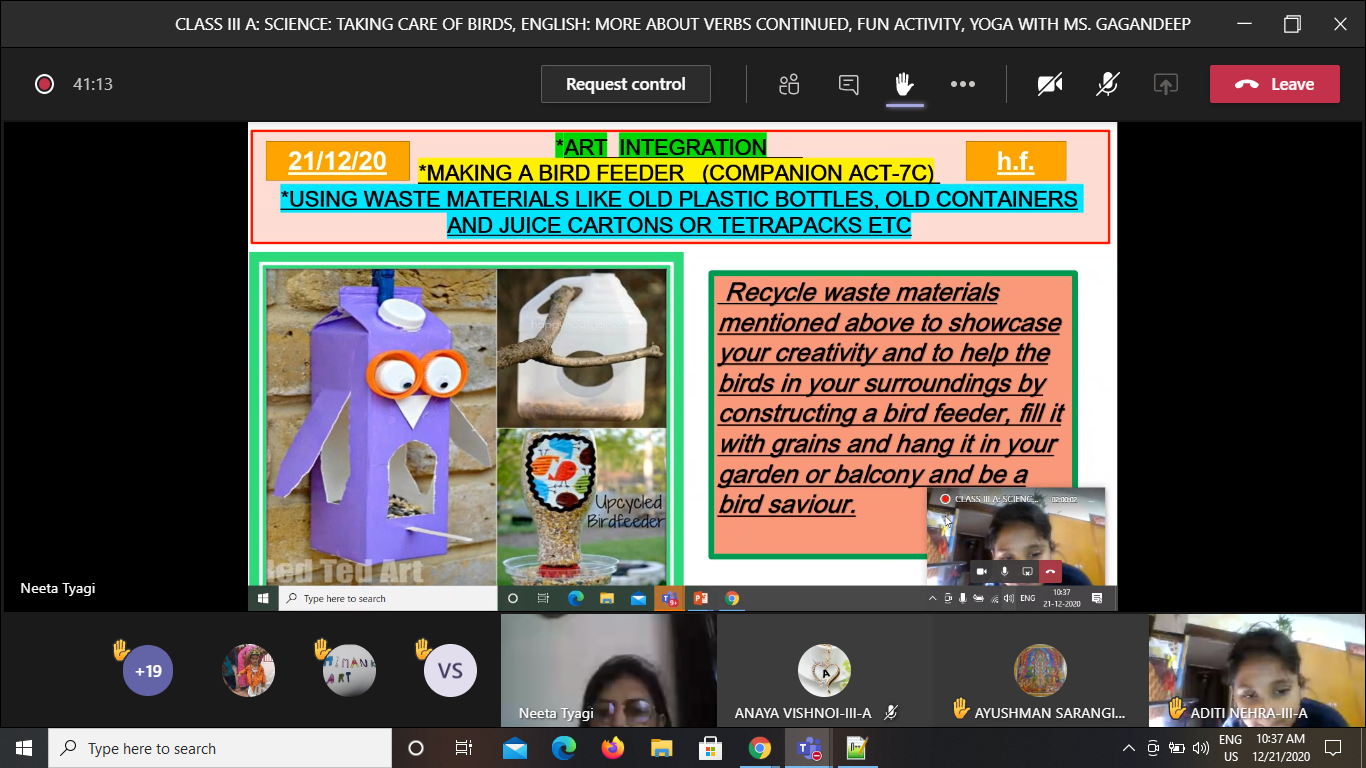 CLASS III A: SCIENCE: TAKING CARE OF BIRDS, ENGLISH: MORE ABOUT VERBS CONTINUED, FUN ACTIVITY, YOGA WITH MS. GAGANDEEP
41:13
Request control
Leave
21/12/20
*ART INTEGRATION
h.f.
*MAKING A BIRD FEEDER (COMPANION ACT-7C)
*USING WASTE MATERIALS LIKE OLD PLASTIC BOTTLES, OLD CONTAINERS
AND JUICE CARTONS OR TETRAPACKS ETC
Recycle waste materials
mentioned above to showcase
your creativity and to help the
birds in your surroundings by
constructing a bird feeder, fill it
with grains and hang it in your
garden or balcony and be a
bird saviour.
Upcycled
Birdfeeder
Red Ted Art
CLASS III A: SCIENC...
02:00:02
Neeta Tyagi
Type here to search
9+
ENG
10:37
21-12-2020
+19
HIMANK
ART
VS
Neeta Tyagi
A
ANAYA VISHNOI-III-A
AYUSHMAN SARANGI...
ADITI NEHRA-III-A
Type here to search
ENG
US
10:37 AM
12/21/2020